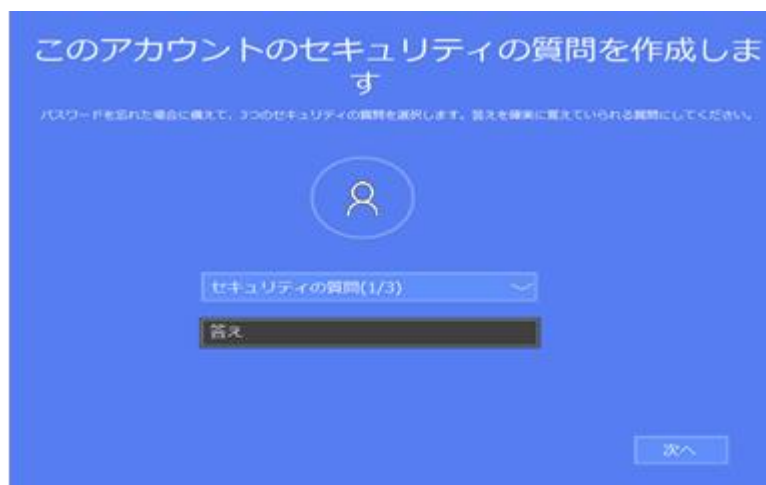 このアカウントのセキュリティの質問を作成しま
す
パスワードを忘れた場合に備えて、3つのセキュリティの質問を選択します。答えを確実に覚えていられる質問にしてください。
セキュリティの質問(1/3)
答え
次へ